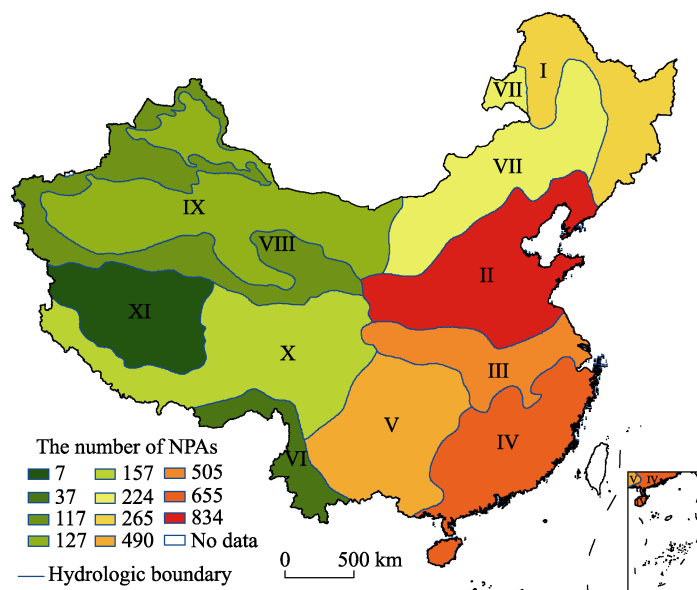 I
VII
VII
IX
VIII
II
XI
X
III
V
IV
VI
The number of NPAs
7 157 505
37 224 655
117 265 834
127 490 No data
Hydrologic boundary
0 500 km
V IV